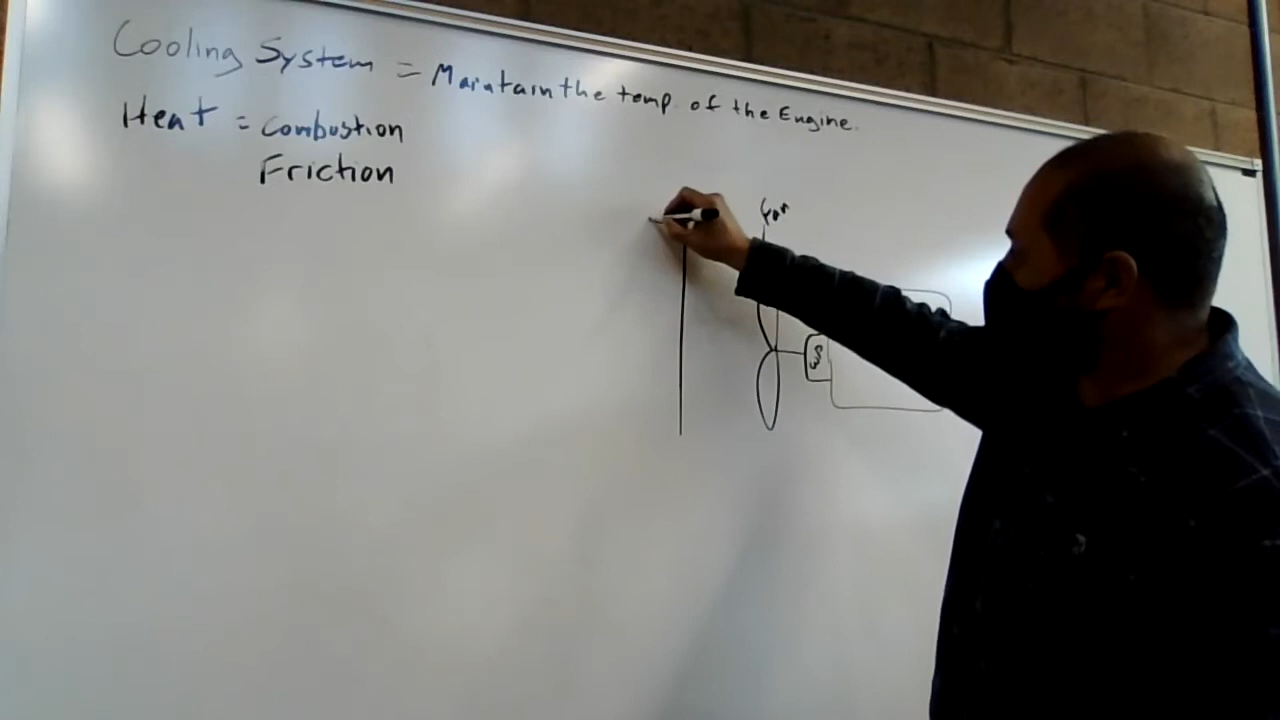 Cooling System = Maintain the temp. of the Engine.
Heat = Combustion
Friction
fan